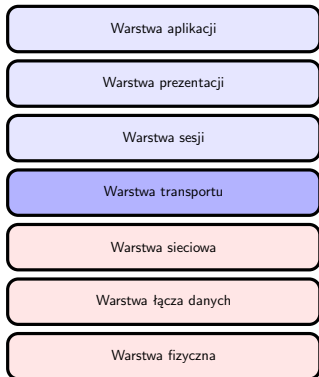 Warstwa aplikacji
Warstwa prezentacji
Warstwa sesji
Warstwa transportu
Warstwa sieciowa
Warstwa łącza danych
Warstwa fizyczna